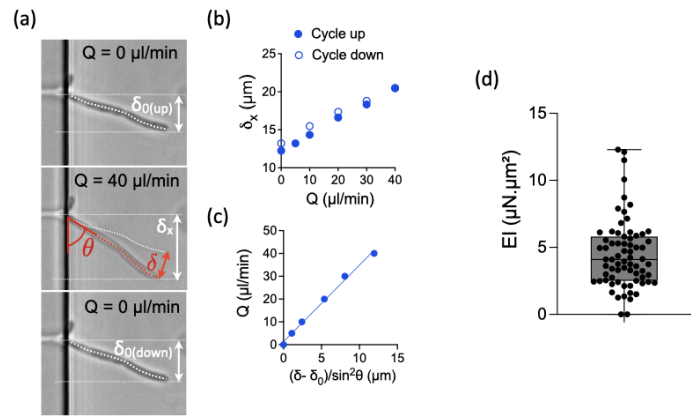 (a)
Q = 0 µl/min
δ0(up)
Q = 40 µl/min
θ
δx
δ
Q = 0 µl/min
δ0(down)
(b)
Cycle up
Cycle down
δx (µm)
25
20
15
10
0 10 20 30 40
Q (µl/min)
(c)
Q (µl/min)
50
40
30
20
10
0
0 5 10 15
(δ- δ0)/sin²θ (µm)
(d)
EI (µN.µm²)
15
10
5
0